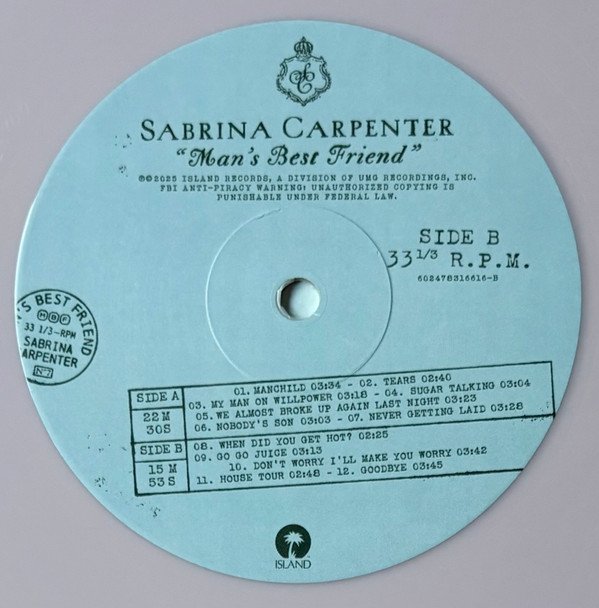 SC
SABRINA CARPENTER
"Man's Best Friend"
℗©2025 ISLAND RECORDS, A DIVISION OF UMG RECORDINGS, INC.
FBI ANTI-PIRACY WARNING: UNAUTHORIZED COPYING IS
PUNISHABLE UNDER FEDERAL LAW.
SIDE B
33 1/3 R.P.M.
602478316616-B
'S BEST FRIEND
MBF
33 1/3-RPM
SABRINA
ARPENTER
SIDE A
22 M
30 S
01. MANCHILD 03:34 - 02. TEARS 02:40
03. MY MAN ON WILLPOWER 03:18 - 04. SUGAR TALKING 03:04
05. WE ALMOST BROKE UP AGAIN LAST NIGHT 03:23
06. NOBODY'S SON 03:03 - 07. NEVER GETTING LAID 03:28
SIDE B
15 M
53 S
08. WHEN DID YOU GET HOT? 02:25
09. GO GO JUICE 03:13
10. DON'T WORRY I'LL MAKE YOU WORRY 03:42
11. HOUSE TOUR 02:48 - 12. GOODBYE 03:45
ISLAND